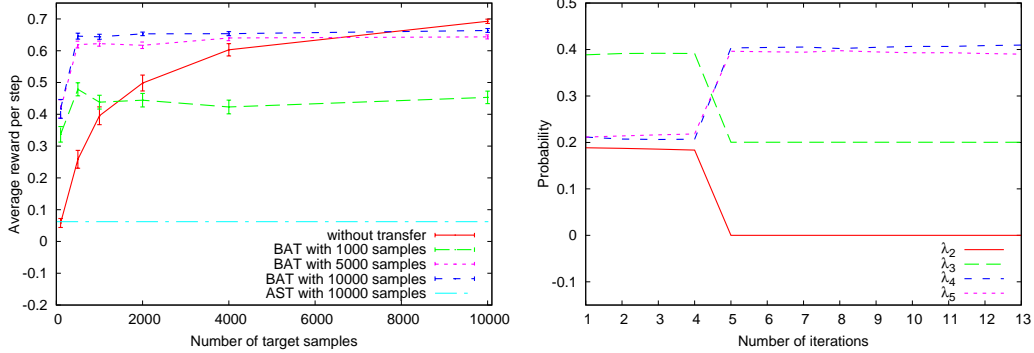 0.7
0.6
0.5
0.4
0.3
0.2
0.1
0
-0.1
-0.2
Average reward per step
0 2000 4000 6000 8000 10000
Number of target samples
without transfer
BAT with 1000 samples
BAT with 5000 samples
BAT with 10000 samples
AST with 10000 samples
0.5
0.4
0.3
0.2
0.1
0
-0.1
Probability
1 2 3 4 5 6 7 8 9 10 11 12 13
Number of iterations
λ2
λ3
λ4
λ5